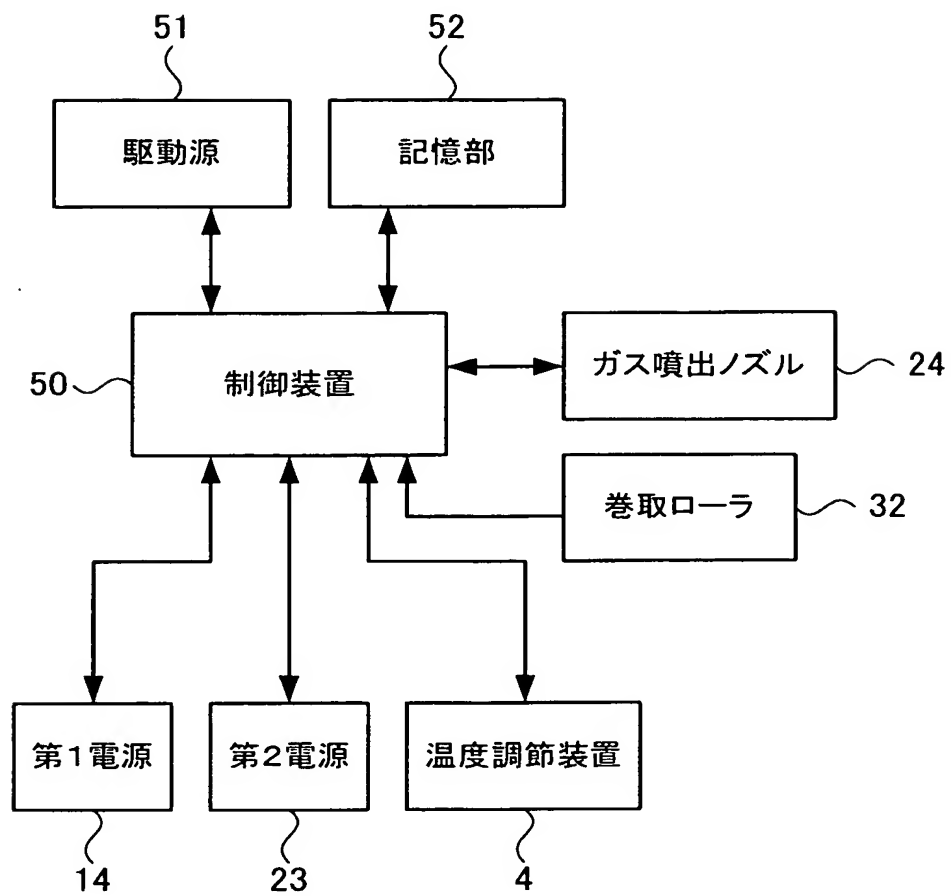 51
52
駆動源
記憶部
50
制御装置
ガス噴出ノズル
24
巻取ローラ
32
第1電源
第2電源
温度調節装置
14
23
4